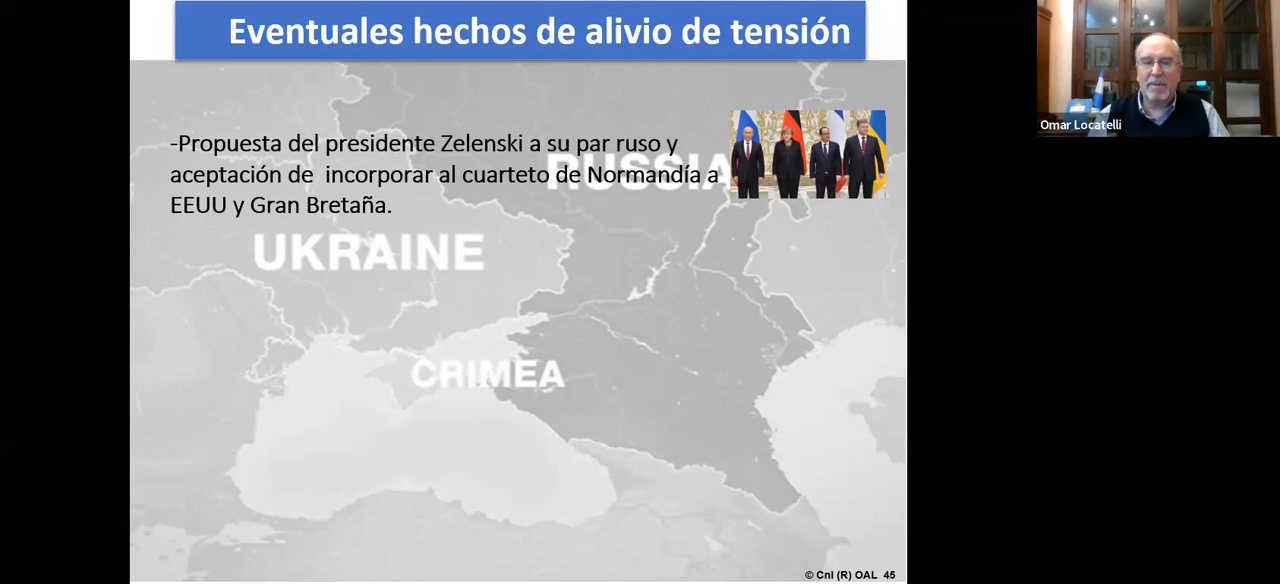 Eventuales hechos de alivio de tensión
Omar Locatelli
-Propuesta del presidente Zelenski a su par ruso y
aceptación de  incorporar al cuarteto de Normandía a
EEUU y Gran Bretaña.
RUSSIA
UKRAINE
CRIMEA
© Cnl (R) OAL  45